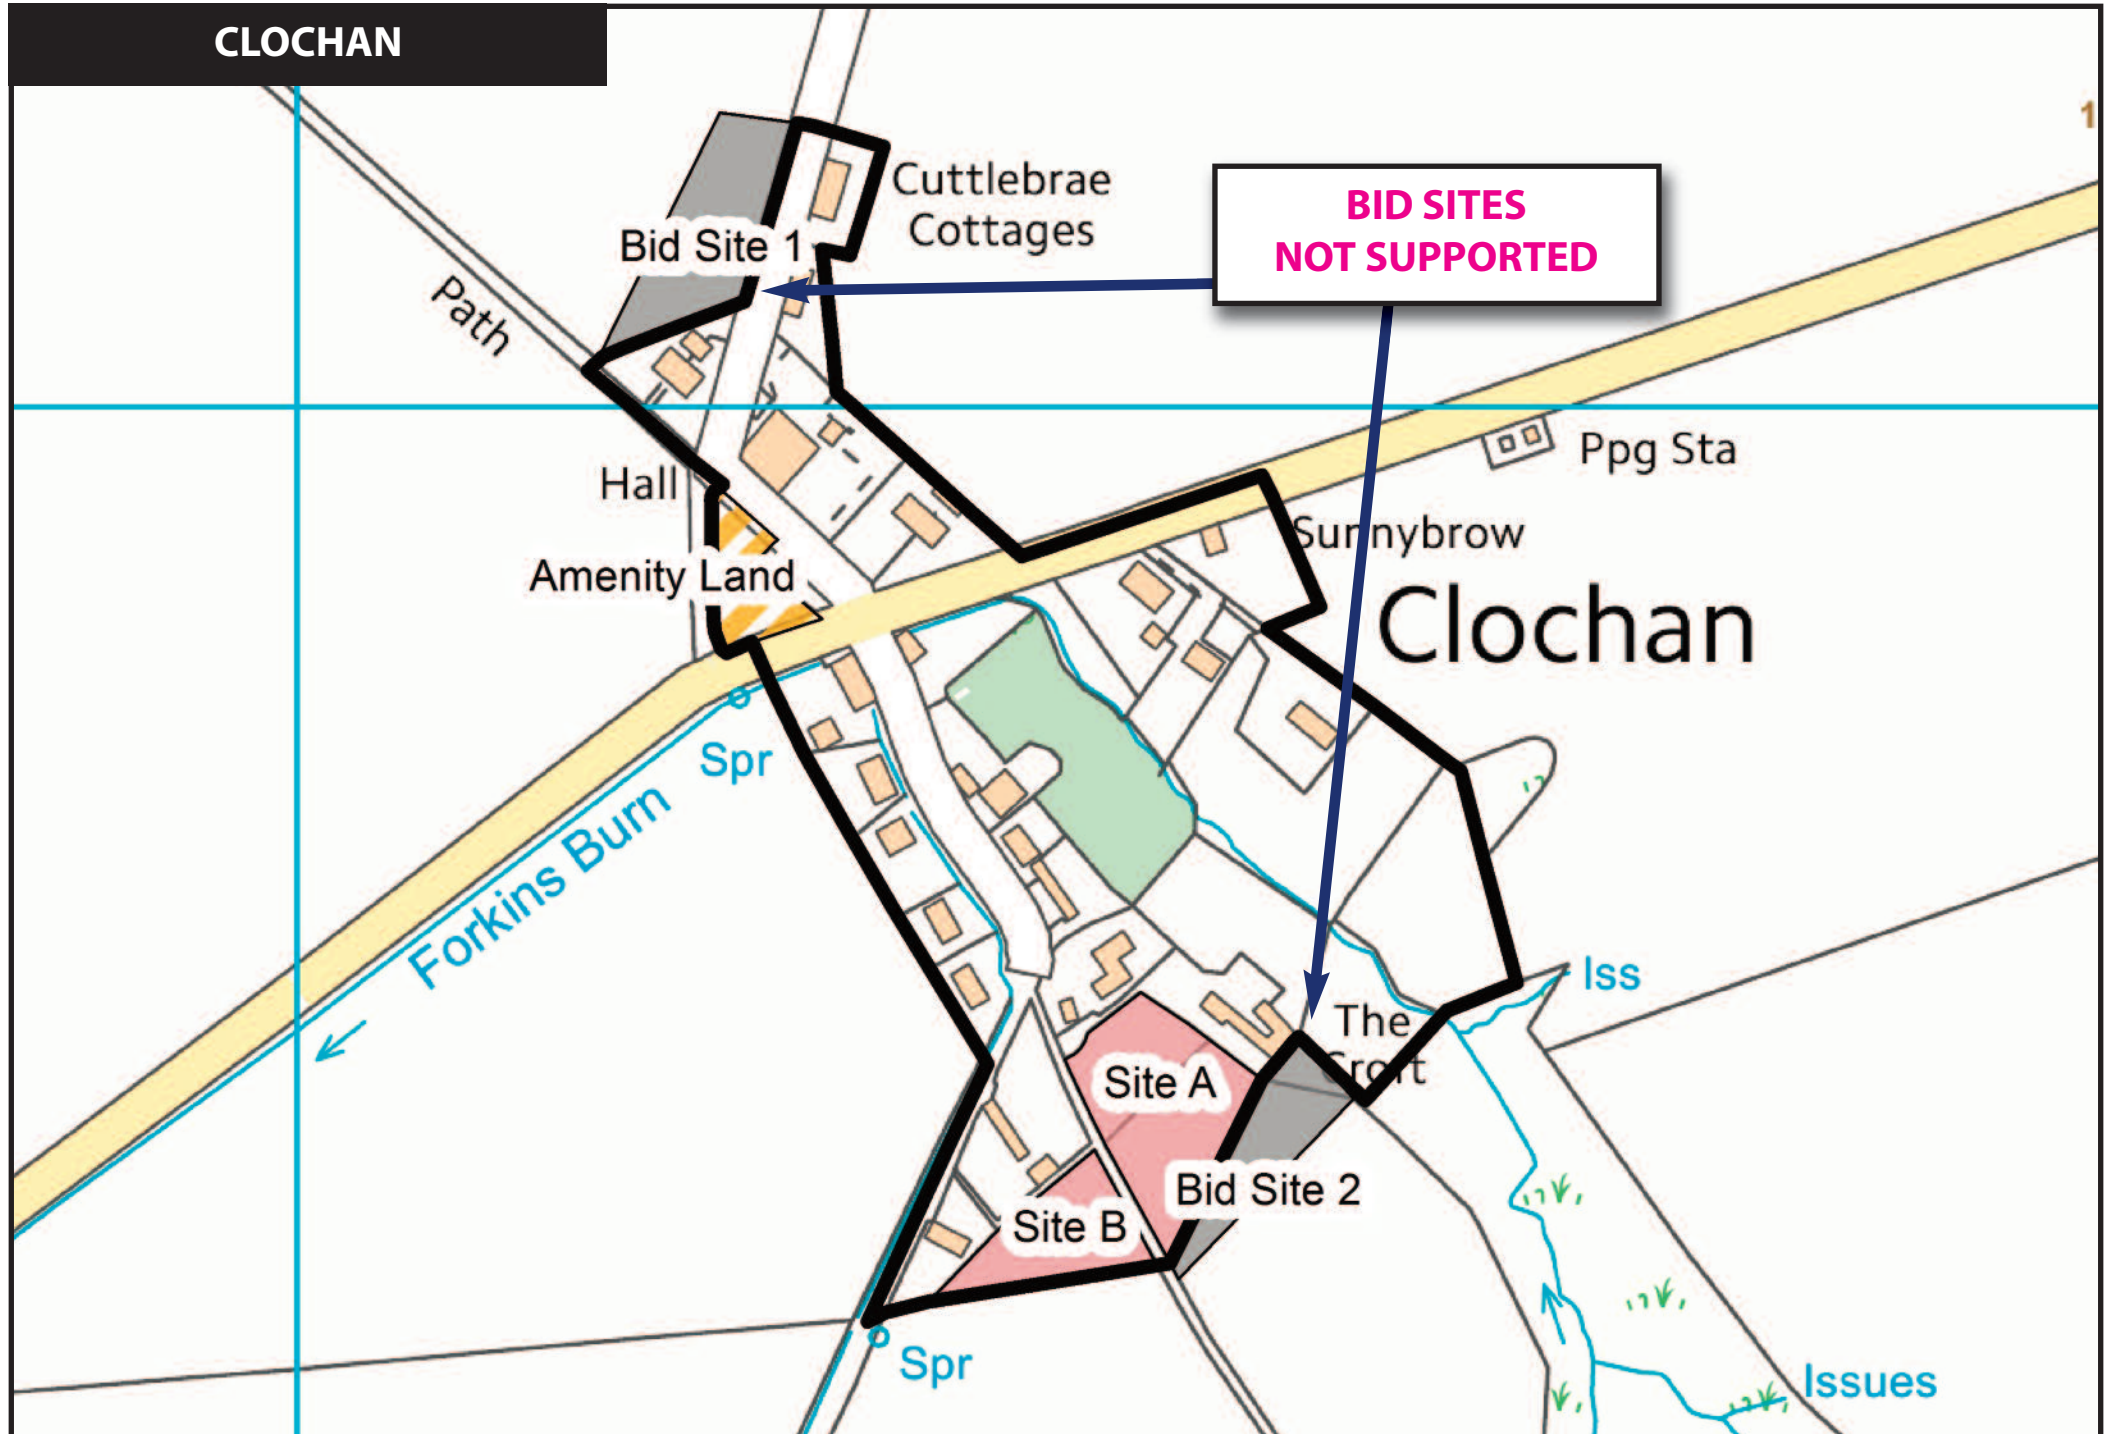 CLOCHAN
1
Cuttlebrae
Cottages
BID SITES
NOT SUPPORTED
Bid Site 1
Path
Ppg Sta
Hall
Sunnybrow
Amenity Land
Clochan
Spr
Forkins Burn
Iss
The
Croft
Site A
Bid Site 2
Site B
Spr
Issues